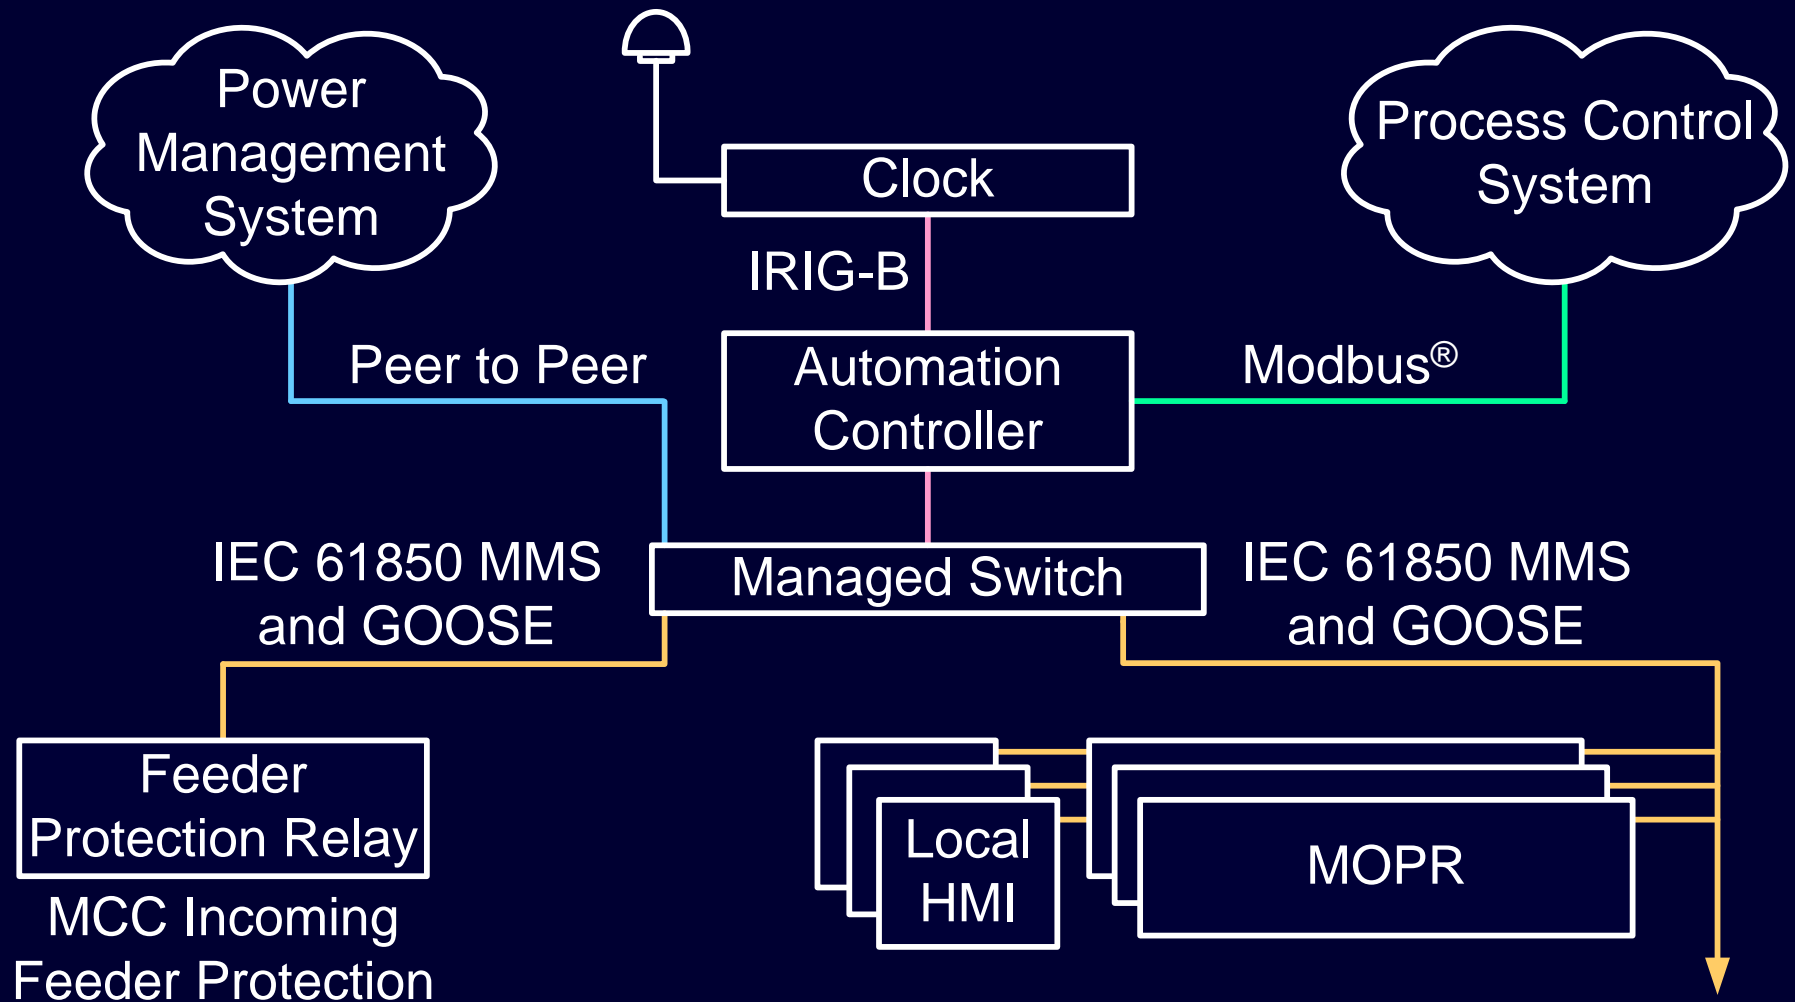 Power
Management
System
Clock
Process Control
System
IRIG-B
Peer to Peer
Automation
Controller
Modbus®
IEC 61850 MMS
and GOOSE
Managed Switch
IEC 61850 MMS
and GOOSE
Feeder
Protection Relay
MCC Incoming
Feeder Protection
Local
HMI
MOPR